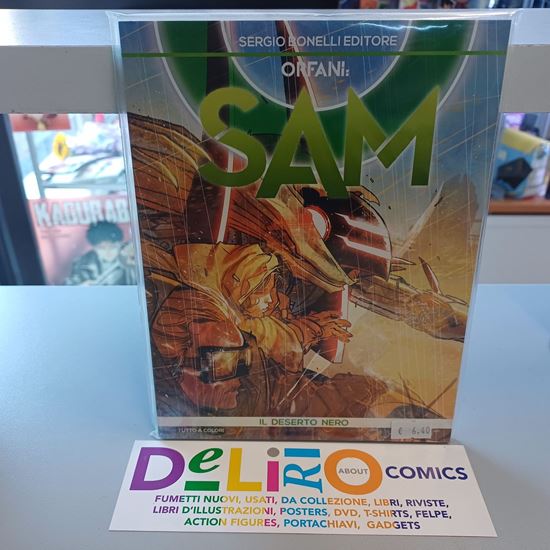 SERGIO BONELLI EDITORE
ORFANI:
SAM
KAGURABA
IL DESERTO NERO
TUTTO A COLORI
€ 6,40
DeLiRiO
ABOUT
COMICS
FUMETTI NUOVI, USATI, DA COLLEZIONE, LIBRI, RIVISTE,
LIBRI D'ILLUSTRAZIONI, POSTERS, DVD, T-SHIRTS, FELPE,
ACTION FIGURES, PORTACHIAVI, GADGETS